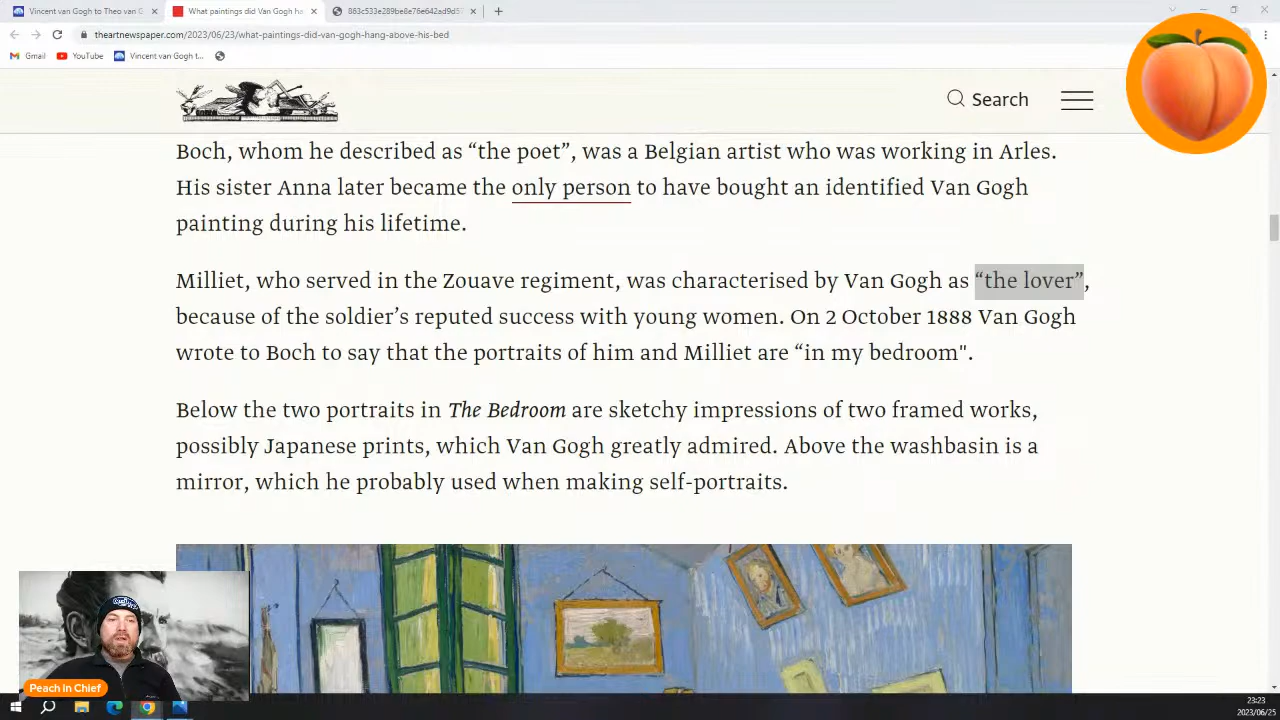 Vincent van Gogh to Theo van G
What paintings did Van Gogh ha
863c533e289be8e76e642ad9d5
theartnewspaper.com/2023/06/23/what-paintings-did-van-gogh-hang-above-his-bed
Gmail YouTube Vincent van Gogh t...
Search
Boch, whom he described as “the poet”, was a Belgian artist who was working in Arles.
His sister Anna later became the only person to have bought an identified Van Gogh
painting during his lifetime.
Milliet, who served in the Zouave regiment, was characterised by Van Gogh as “the lover”,
because of the soldier’s reputed success with young women. On 2 October 1888 Van Gogh
wrote to Boch to say that the portraits of him and Milliet are “in my bedroom".
Below the two portraits in The Bedroom are sketchy impressions of two framed works,
possibly Japanese prints, which Van Gogh greatly admired. Above the washbasin is a
mirror, which he probably used when making self-portraits.
Peach In Chief
23:23
2023/06/25